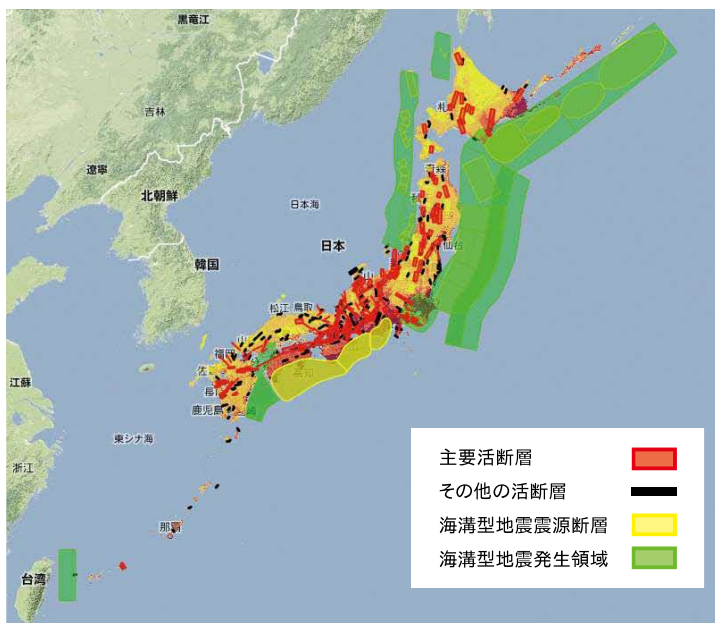 黒竜江
吉林
遼寧
北朝鮮
日本海
日本
韓国
仙台
松江 鳥取
福岡
江蘇
鹿児島
東シナ海
浙江
那覇
台湾
主要活断層
その他の活断層
海溝型地震震源断層
海溝型地震発生領域